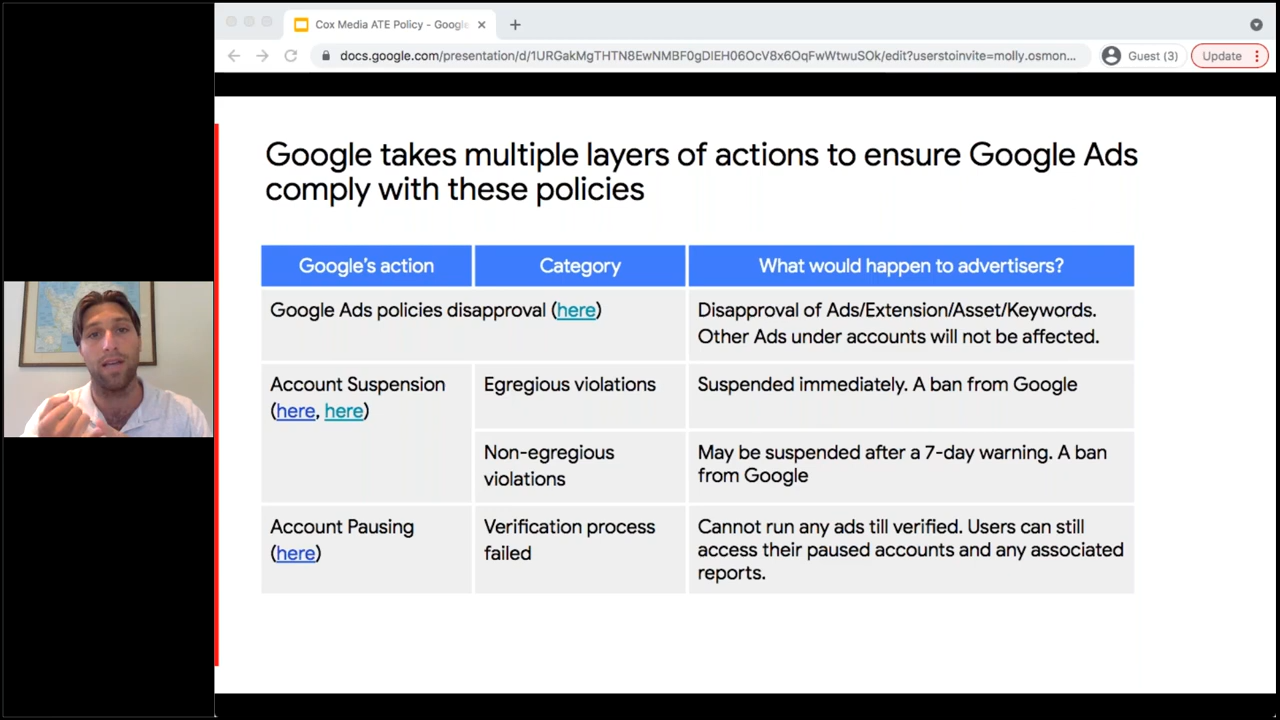 Cox Media ATE Policy - Google
docs.google.com/presentation/d/1URGakMgTHTN8EwNMBF0gDlEH06OcV8x6OqFwWtwuSOk/edit?userstoinvite=molly.osmon...
Guest (3)
Update
Google takes multiple layers of actions to ensure Google Ads
comply with these policies
Google's action
Category
What would happen to advertisers?
Google Ads policies disapproval (here)
Disapproval of Ads/Extension/Asset/Keywords.
Other Ads under accounts will not be affected.
Account Suspension
(here, here)
Egregious violations
Suspended immediately. A ban from Google
Non-egregious
violations
May be suspended after a 7-day warning. A ban
from Google
Account Pausing
(here)
Verification process
failed
Cannot run any ads till verified. Users can still
access their paused accounts and any associated
reports.